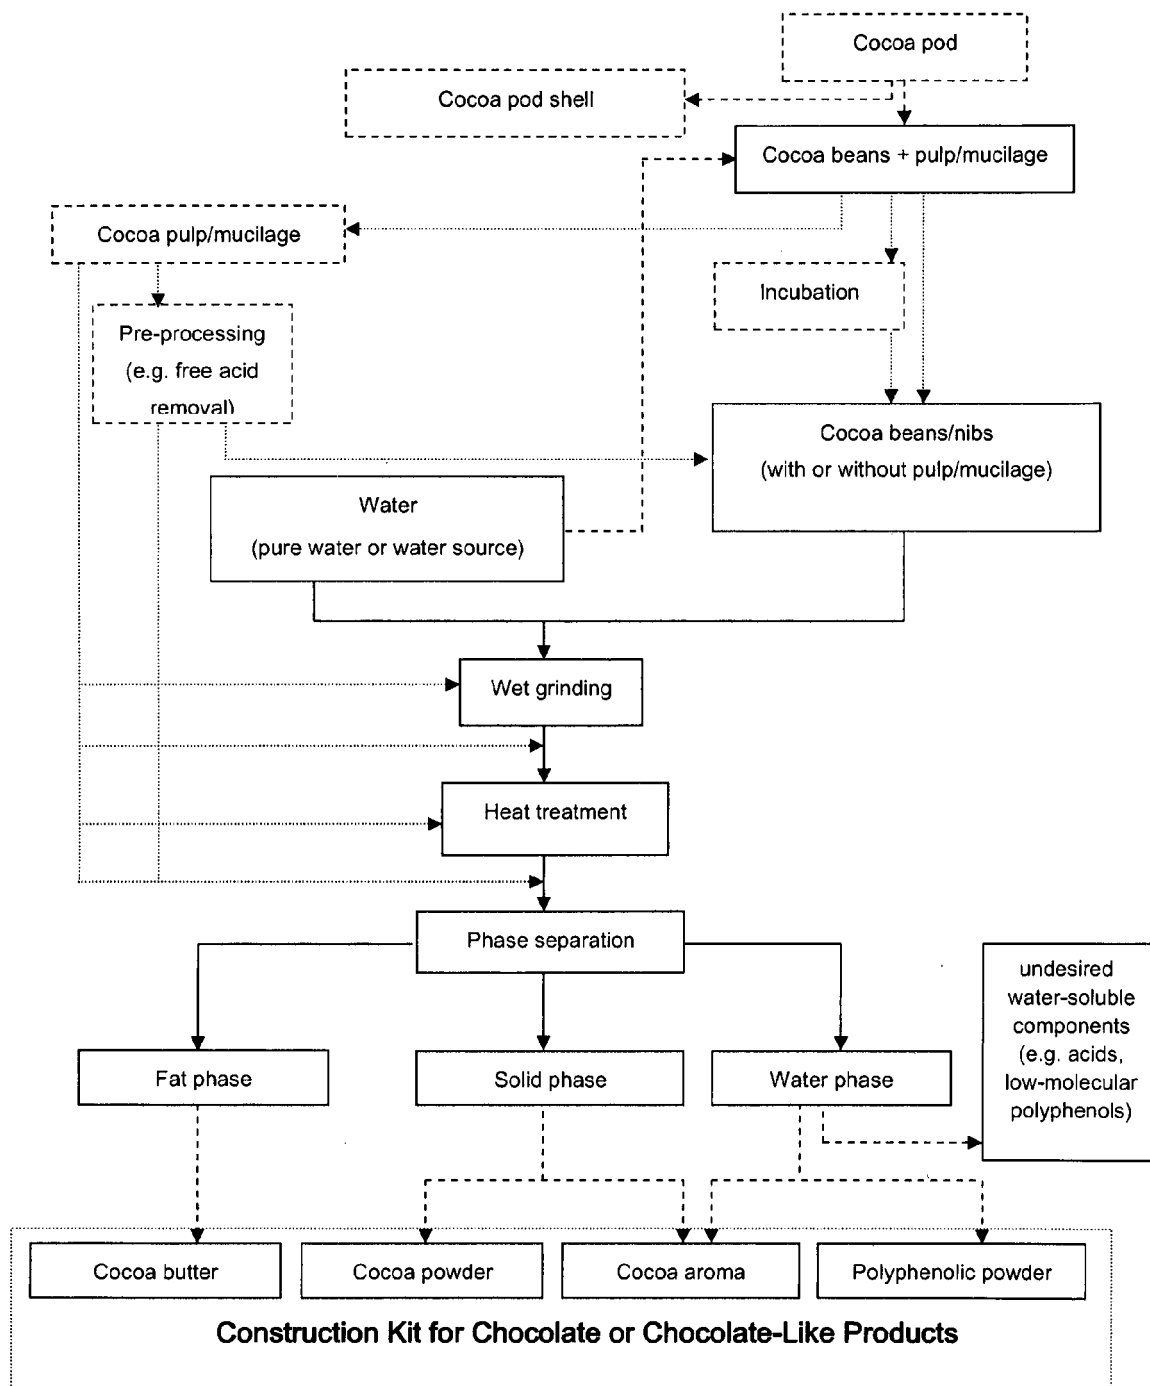 Cocoa pod
Cocoa pod shell
Cocoa beans + pulp/mucilage
Cocoa pulp/mucilage
Incubation
Pre-processing
(e.g. free acid
removal)
Cocoa beans/nibs
(with or without pulp/mucilage)
Water
(pure water or water source)
Wet grinding
Heat treatment
Phase separation
undesired
water-soluble
components
(e.g. acids,
low-molecular
polyphenols)
Fat phase
Solid phase
Water phase
Cocoa butter
Cocoa powder
Cocoa aroma
Polyphenolic powder
Construction Kit for Chocolate or Chocolate-Like Products